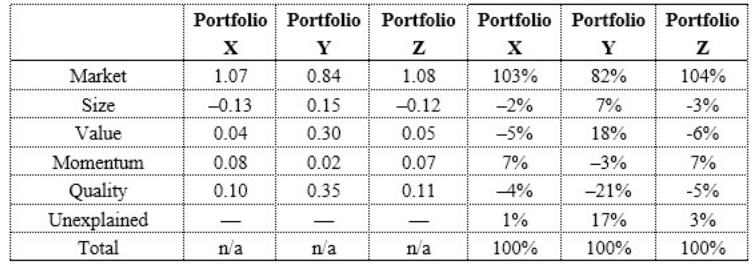 Portfolio X Portfolio Y Portfolio Z Portfolio X Portfolio Y Portfolio Z
Market 1.07 0.84 1.08 103% 82% 104%
Size –0.13 0.15 –0.12 –2% 7% -3%
Value 0.04 0.30 0.05 –5% 18% -6%
Momentum 0.08 0.02 0.07 7% –3% 7%
Quality 0.10 0.35 0.11 –4% –21% -5%
Unexplained — — — 1% 17% 3%
Total n/a n/a n/a 100% 100% 100%